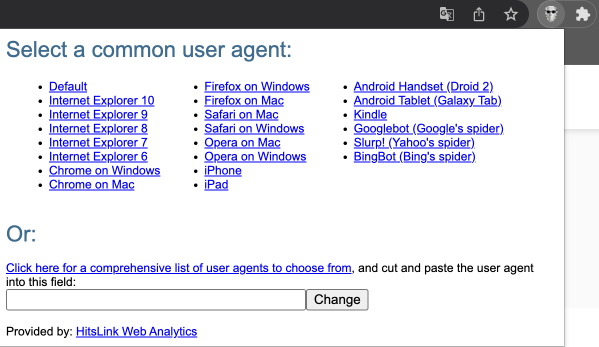 Select a common user agent:
Default
Internet Explorer 10
Internet Explorer 9
Internet Explorer 8
Internet Explorer 7
Internet Explorer 6
Chrome on Windows
Chrome on Mac
Firefox on Windows
Firefox on Mac
Safari on Mac
Safari on Windows
Opera on Mac
Opera on Windows
iPhone
iPad
Android Handset (Droid 2)
Android Tablet (Galaxy Tab)
Kindle
Googlebot (Google's spider)
Slurp! (Yahoo's spider)
BingBot (Bing's spider)
Or:
Click here for a comprehensive list of user agents to choose from, and cut and paste the user agent
into this field:
Change
Provided by: HitsLink Web Analytics